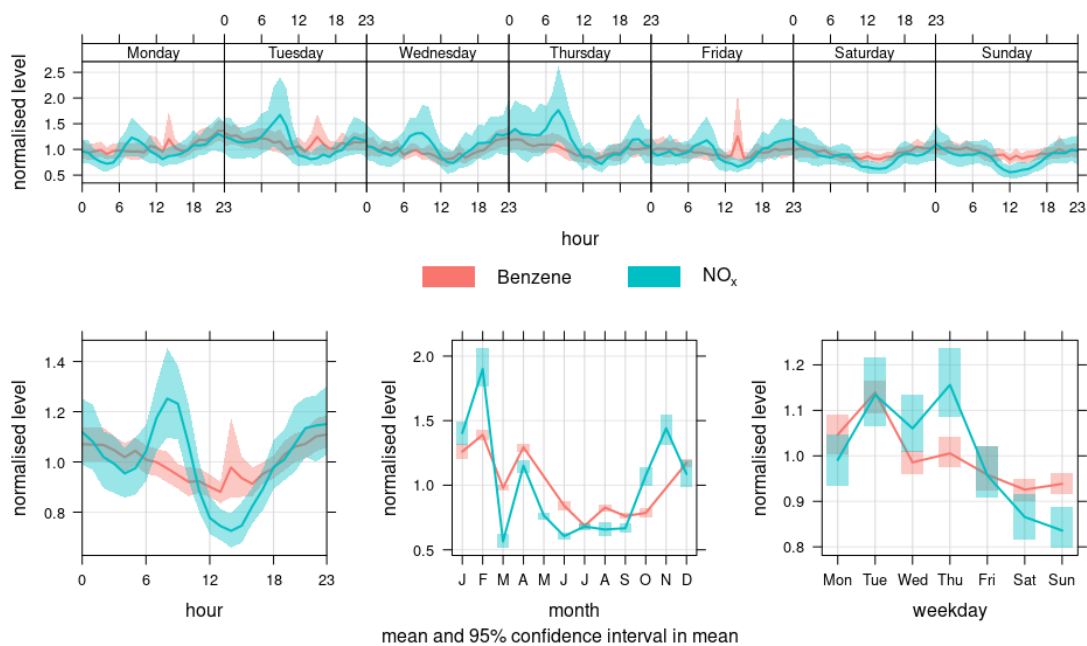 0 6 12 18 23 0 6 12 18 23 0 6 12 18 23
Monday Tuesday Wednesday Thursday Friday Saturday Sunday
normalised level
2.5
2.0
1.5
1.0
0.5
0 6 12 18 23 0 6 12 18 23 0 6 12 18 23 0 6 12 18 23
hour
Benzene NOx
normalised level
1.4
1.2
1.0
0.8
0 6 12 18 23
hour
normalised level
2.0
1.5
1.0
0.5
J F M A M J J A S O N D
month
normalised level
1.2
1.1
1.0
0.9
0.8
Mon Tue Wed Thu Fri Sat Sun
weekday
mean and 95% confidence interval in mean